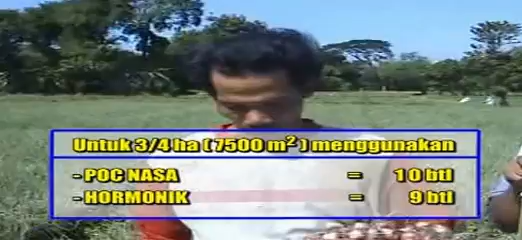 Untuk 3/4 ha ( 7500 m² ) menggunakan
- POC NASA = 10 btl
- HORMONIK = 9 btl